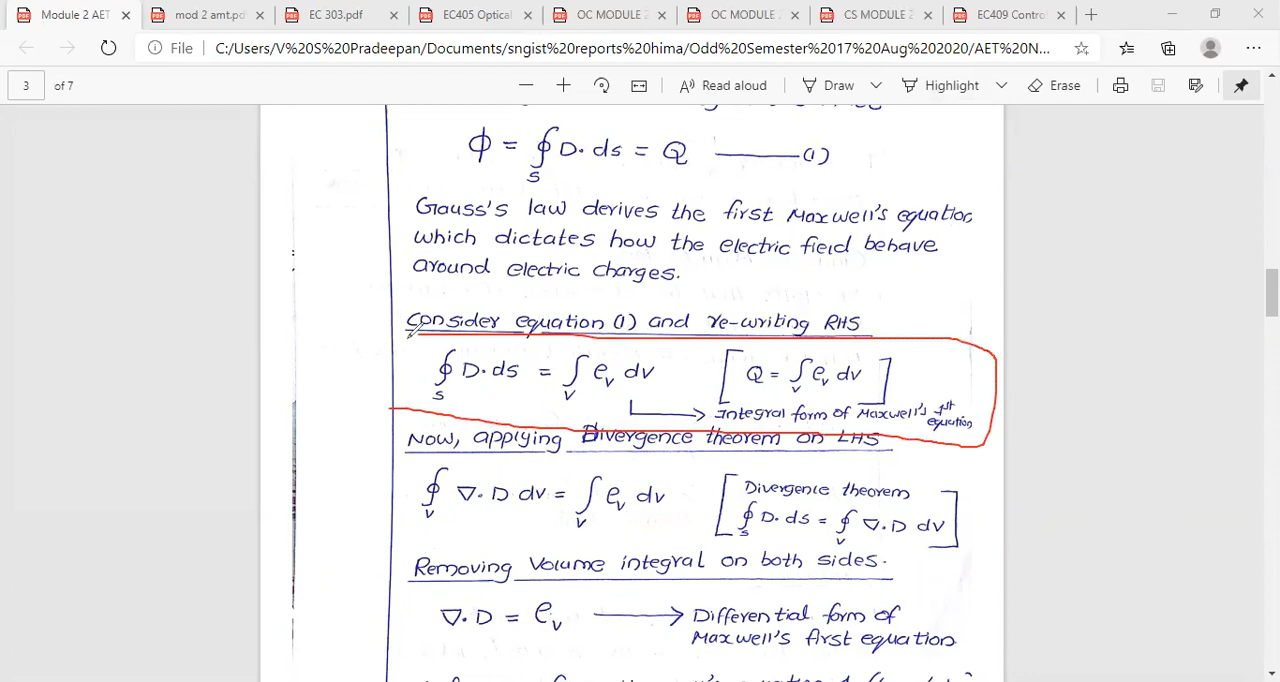 Module 2 AET
mod 2 amt.pdf
EC 303.pdf
EC405 Optical
OC MODULE 2
OC MODULE 2
CS MODULE 2
EC409 Contro
File
C:/Users/V%20S%20Pradeepan/Documents/sngist%20reports%20hima/Odd%20Semester%2017%20Aug%202020/AET%20N...
3 of 7
Read aloud
Draw
Highlight
Erase
ϕ = ∮S D. ds = Q ——— (1)
Gauss's law derives the first Maxwell's equation
which dictates how the electric field behave
around electric charges.
Consider equation (1) and re-writing RHS
∮S D. ds = ∫v ρv dv [Q = ∫v ρv dv]
Integral form of Maxwell's 1st
equation
Now, applying Divergence theorem on LHS
∮v ∇. D dv = ∫v ρv dv [Divergence theorem
∮s D. ds = ∮v ∇. D dv]
Removing Volume integral on both sides.
∇. D = ρv → Differential form of
Maxwell's first equation